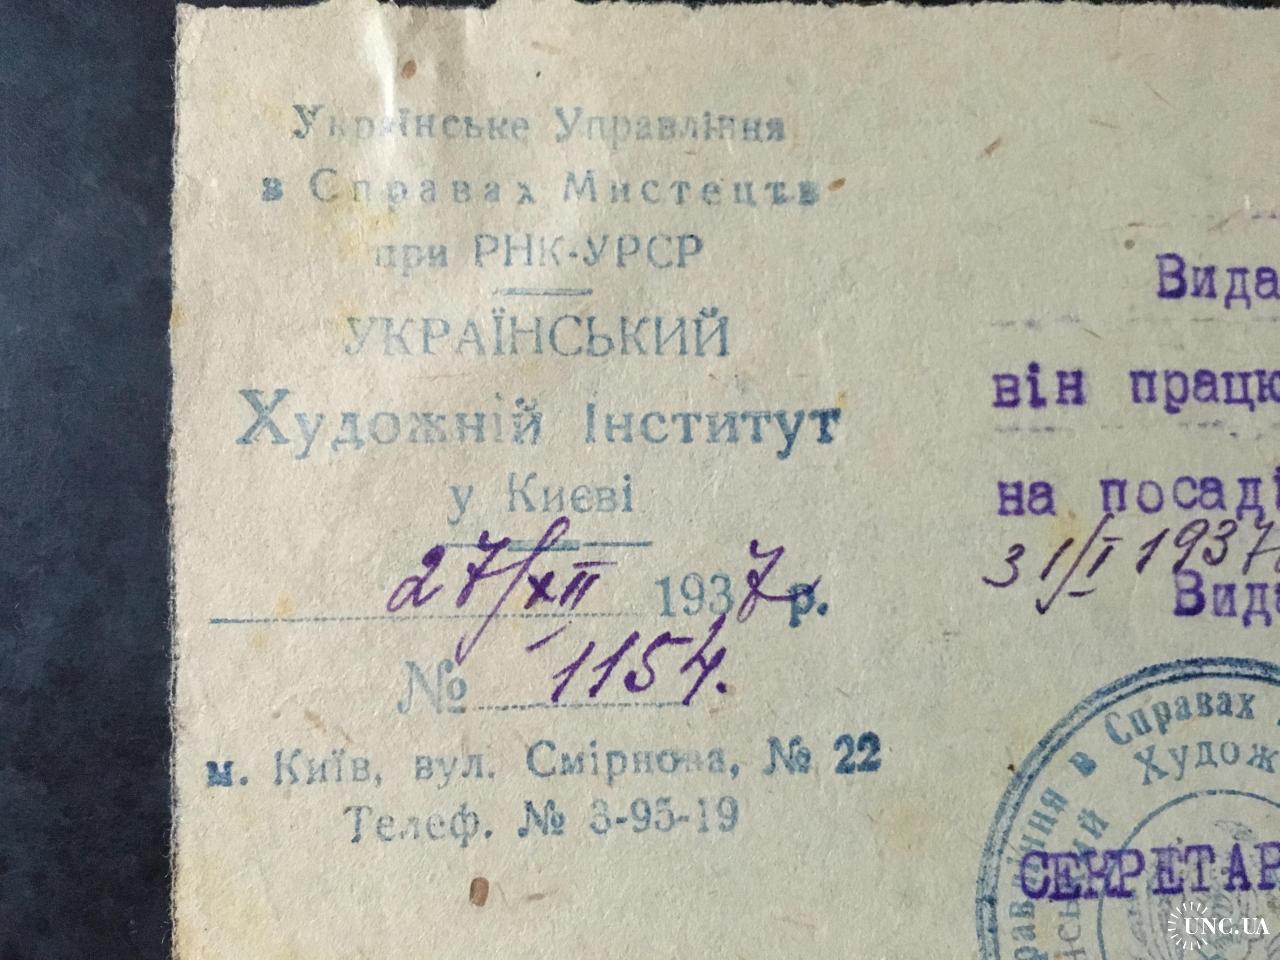 Українське Управління
в Справах Мистецтв
при РНК-УРСР
УКРАЇНСЬКИЙ
Художній Інститут
у Києві
27/XII 1937 р.
№ 1154.
м. Київ, вул. Смірнова, № 22
Телеф. № 3-95-19
Вида
він працю
на посаді
31/I 1937
Вида
в Справах
Худож
СЕКРЕТАР
UNC.UA